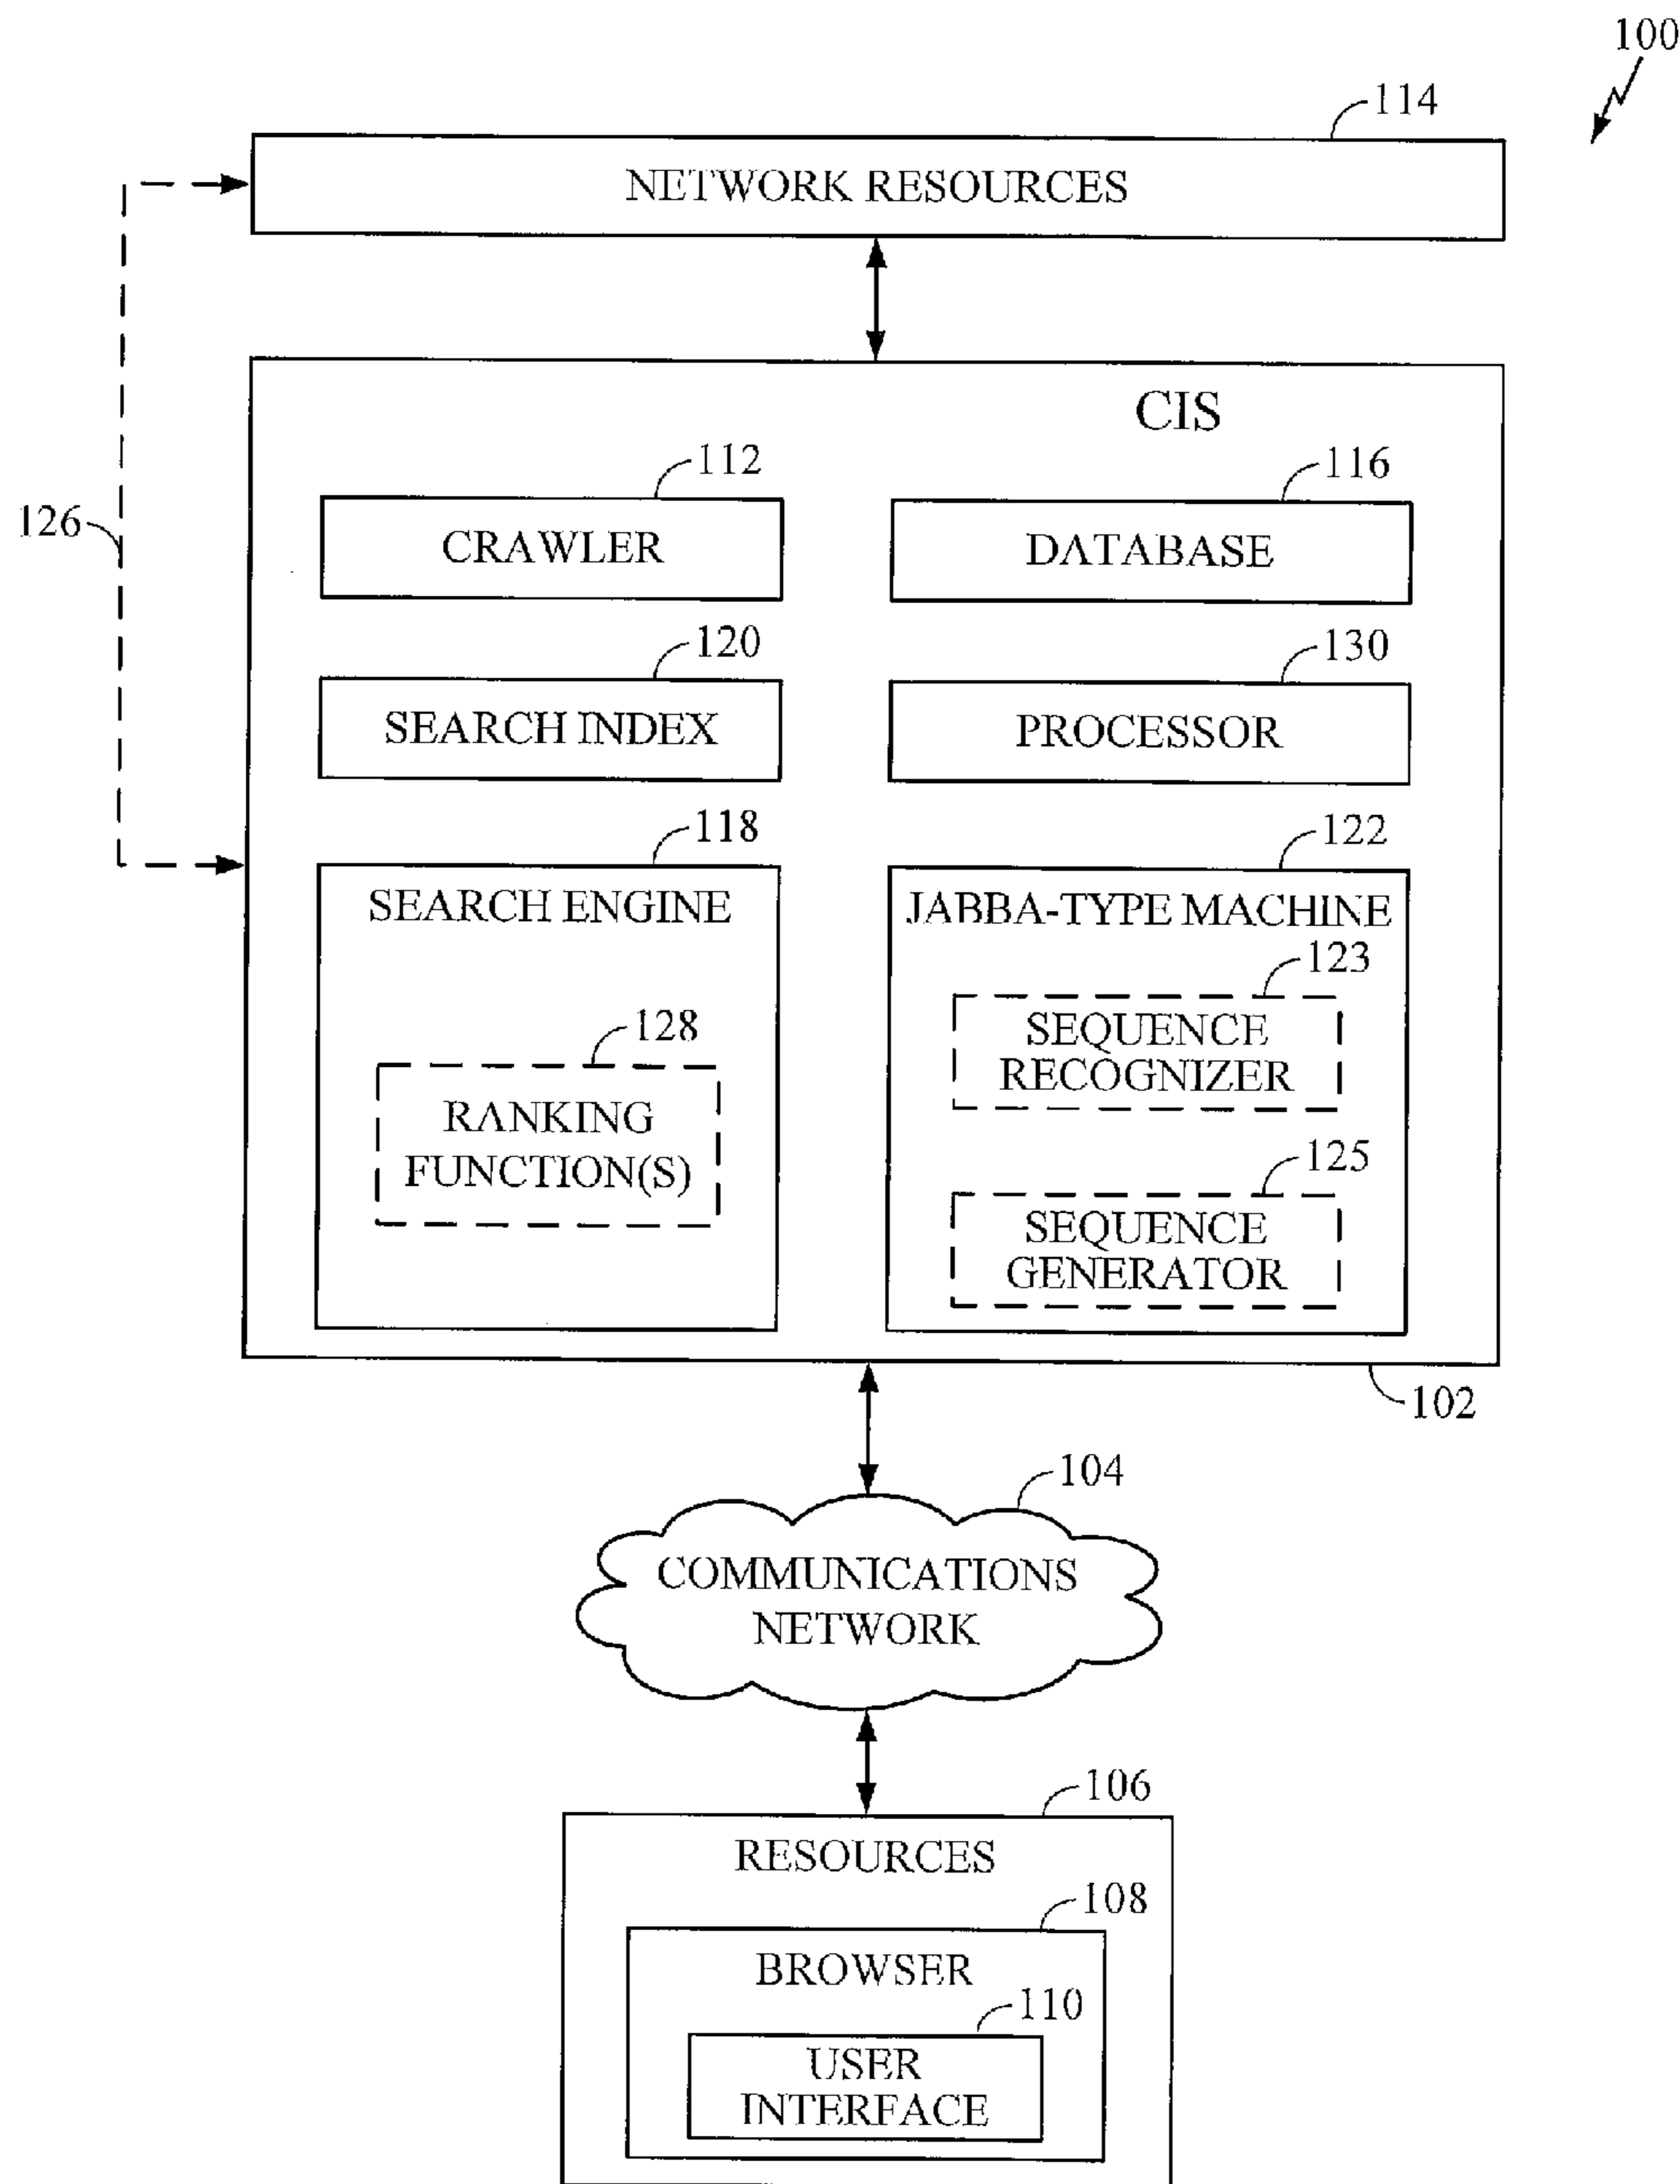 100
114
NETWORK RESOURCES
CIS
112
116
CRAWLER
DATABASE
126
120
130
SEARCH INDEX
PROCESSOR
118
122
SEARCH ENGINE
JABBA-TYPE MACHINE
123
SEQUENCE
RECOGNIZER
128
RANKING
FUNCTION(S)
125
SEQUENCE
GENERATOR
102
104
COMMUNICATIONS
NETWORK
106
RESOURCES
108
BROWSER
110
USER
INTERFACE